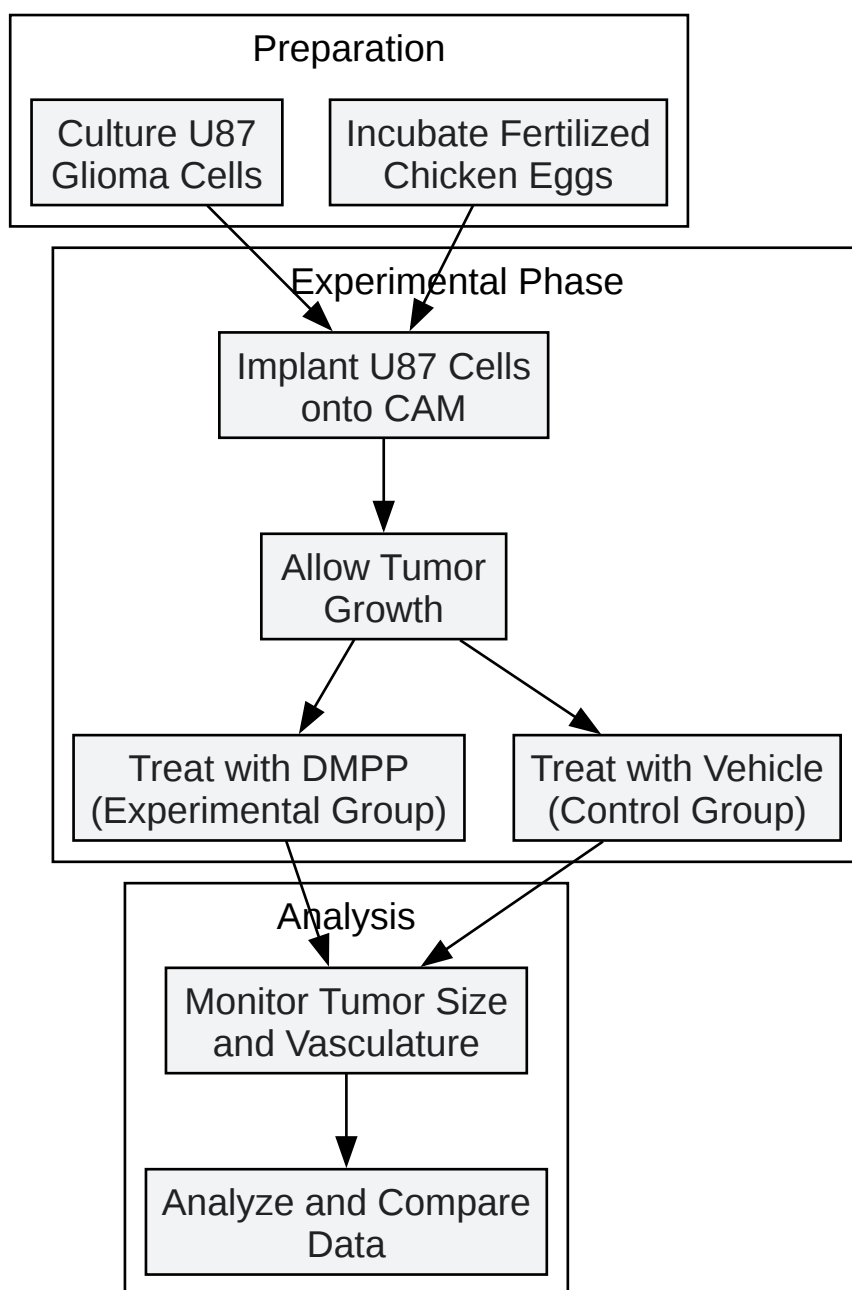 Preparation
Culture U87
Glioma Cells
Incubate Fertilized
Chicken Eggs
Experimental Phase
Implant U87 Cells
onto CAM
Allow Tumor
Growth
Treat with DMPP
(Experimental Group)
Treat with Vehicle
(Control Group)
Analysis
Monitor Tumor Size
and Vasculature
Analyze and Compare
Data